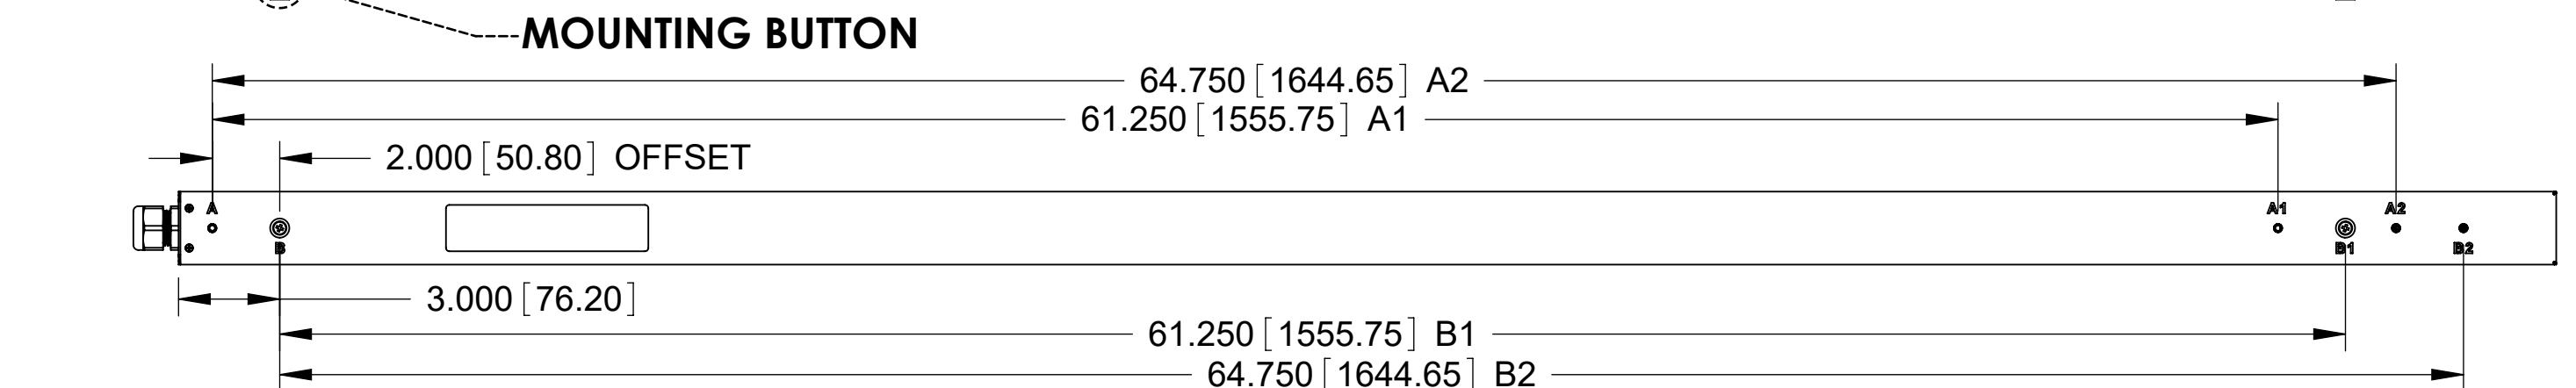 MOUNTING BUTTON
64.750 [1644.65] A2
61.250 [1555.75] A1
2.000 [50.80] OFFSET
A
A1
A2
B
B1
B2
3.000 [76.20]
61.250 [1555.75] B1
64.750 [1644.65] B2